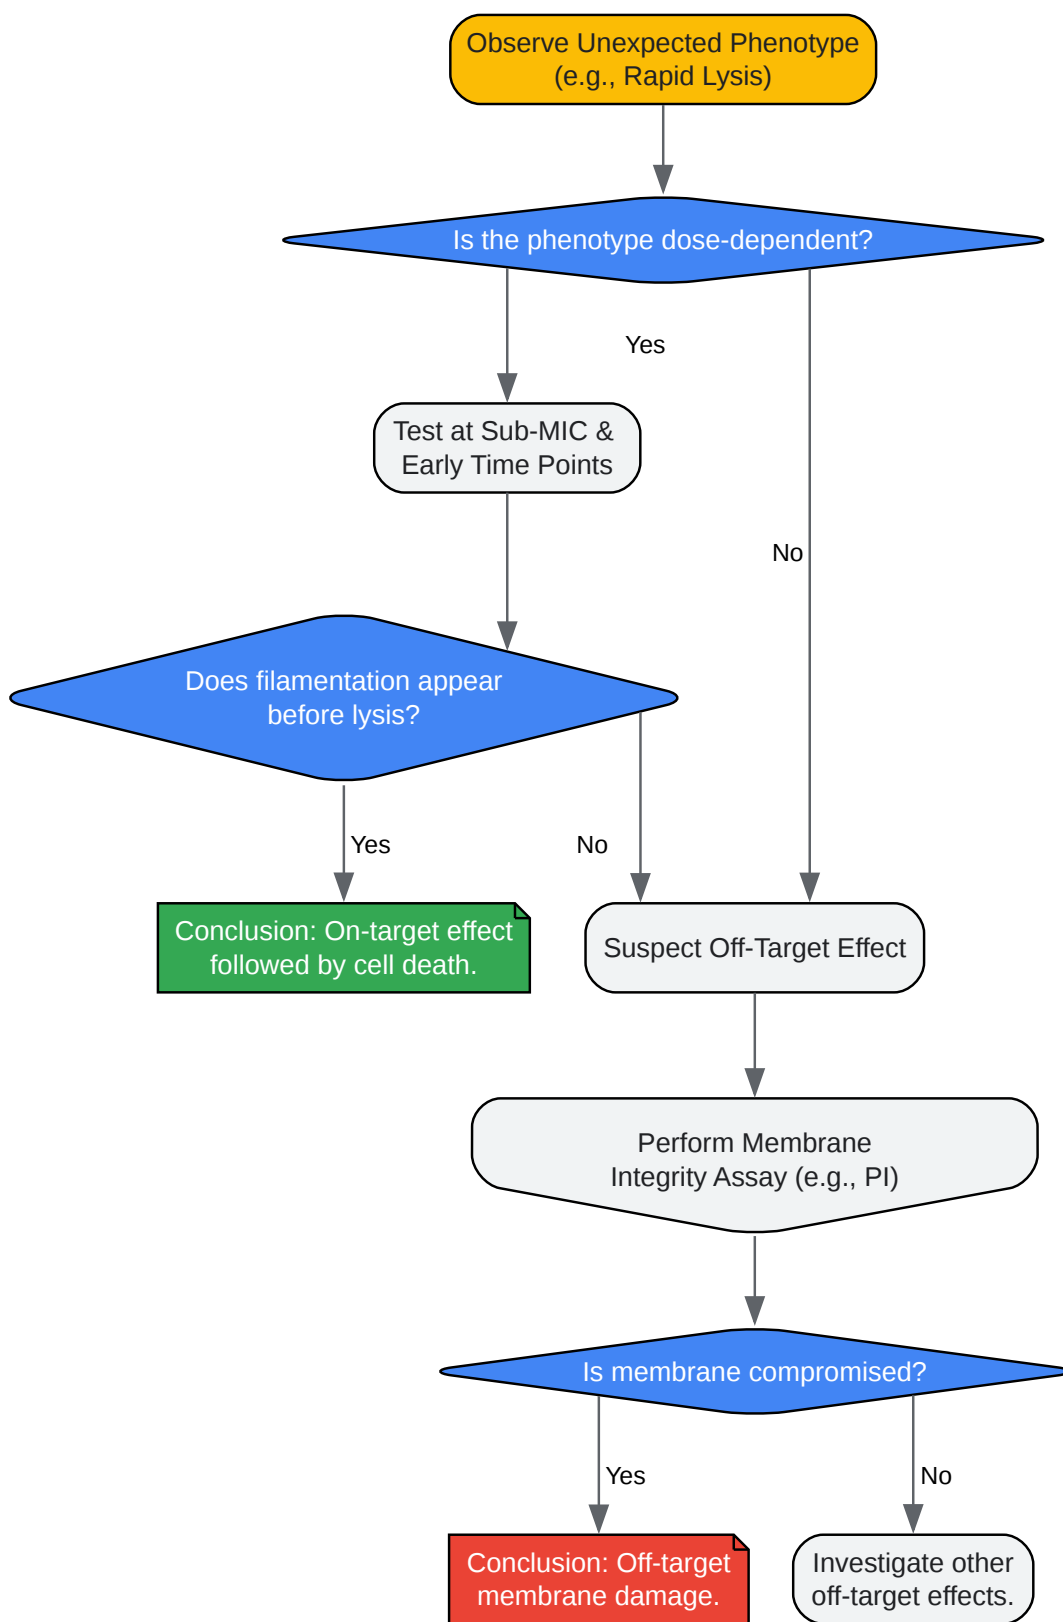 Observe Unexpected Phenotype
(e.g., Rapid Lysis)
Is the phenotype dose-dependent?
Yes
Test at Sub-MIC &
Early Time Points
No
Does filamentation appear
before lysis?
Yes
No
Conclusion: On-target effect
followed by cell death.
Suspect Off-Target Effect
Perform Membrane
Integrity Assay (e.g., PI)
Is membrane compromised?
Yes
No
Conclusion: Off-target
membrane damage.
Investigate other
off-target effects.